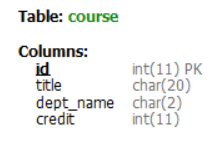 Table: course
Columns:
id int(11) PK
title char(20)
dept_name char(2)
credit int(11)